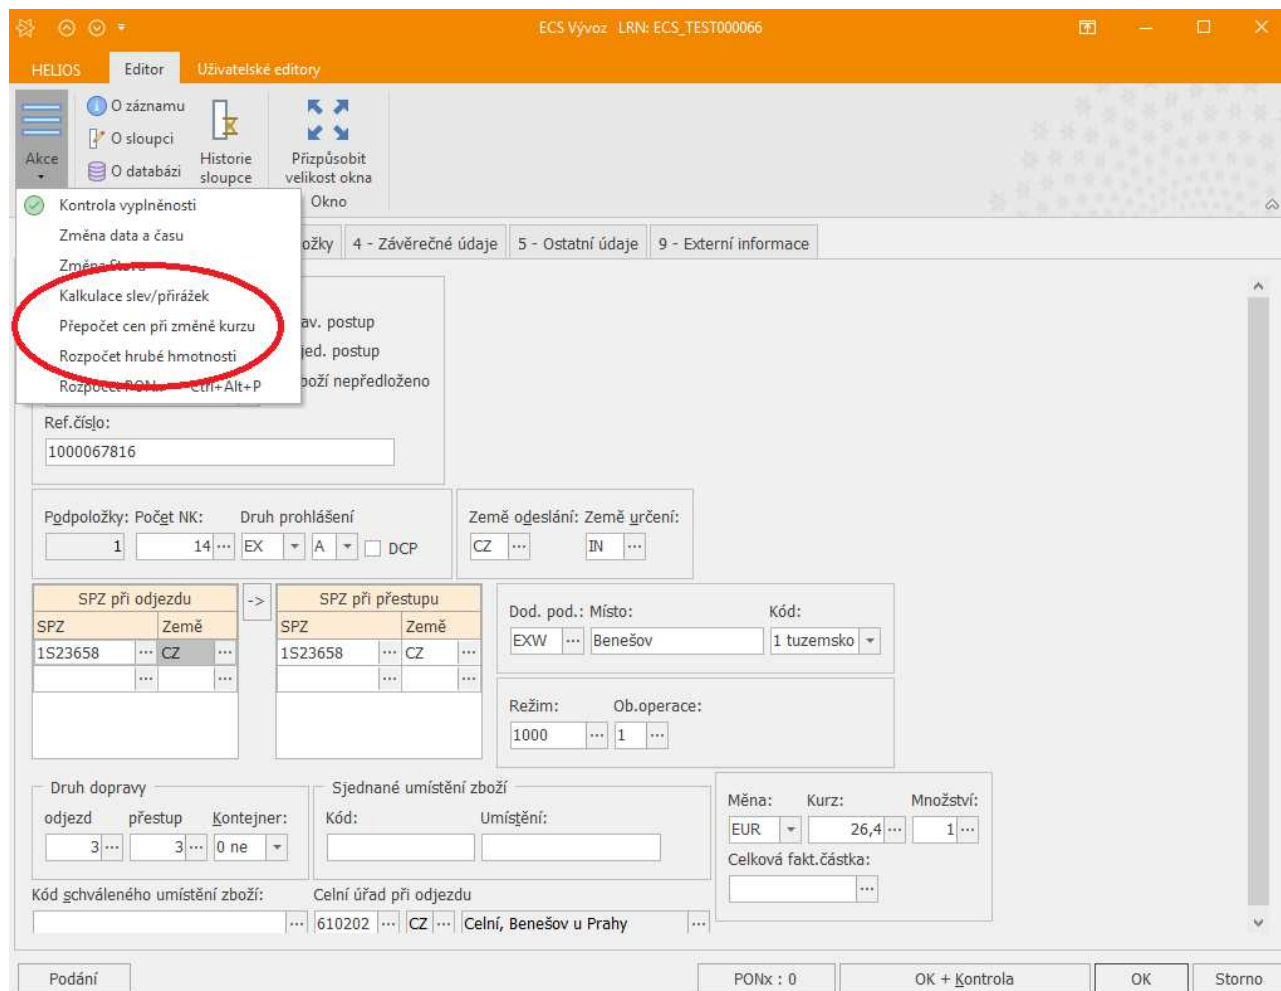 ECS Vývoz LRN: ECS_TEST000066
HELIOS Editor Uživatelské editory
Akce
O záznamu
O sloupci
O databázi
Historie
sloupce
Přizpůsobit
velikost okna
Okno
Kontrola vyplněnosti
Změna data a času
Změna
Kalkulace slev/přirážek
Přepočet cen při změně kurzu
Rozpočet hrubé hmotnosti
Rozpočet Ctrl+Alt+P
ožky 4 - Závěrečné údaje 5 - Ostatní údaje 9 - Externí informace
av. postup
jed. postup
boží nepředloženo
Ref.číslo:
1000067816
Podpoložky: Počet NK: Druh prohlášení
1 14 ... EX A DCP
Země odeslání: Země určení:
CZ ... IN ...
SPZ při odjezdu -> SPZ při přestupu
SPZ Země SPZ Země
1S23658 ... CZ ... 1S23658 ... CZ ...
... ... ... ...
Dod. pod.: Místo: Kód:
EXW ... Benešov 1 tuzemsko
Režim: Ob.operace:
1000 ... 1 ...
Druh dopravy
odjezd přestup Kontejner:
3 ... 3 ... 0 ne
Sjednané umístění zboží
Kód: Umístění:
Měna: Kurz: Množství:
EUR 26,4 ... 1 ...
Celková fakt.částka:
...
Kód schváleného umístění zboží: Celní úřad při odjezdu
... 610202 ... CZ ... Celní, Benešov u Prahy ...
Podání PONx : 0 OK + Kontrola OK Storno